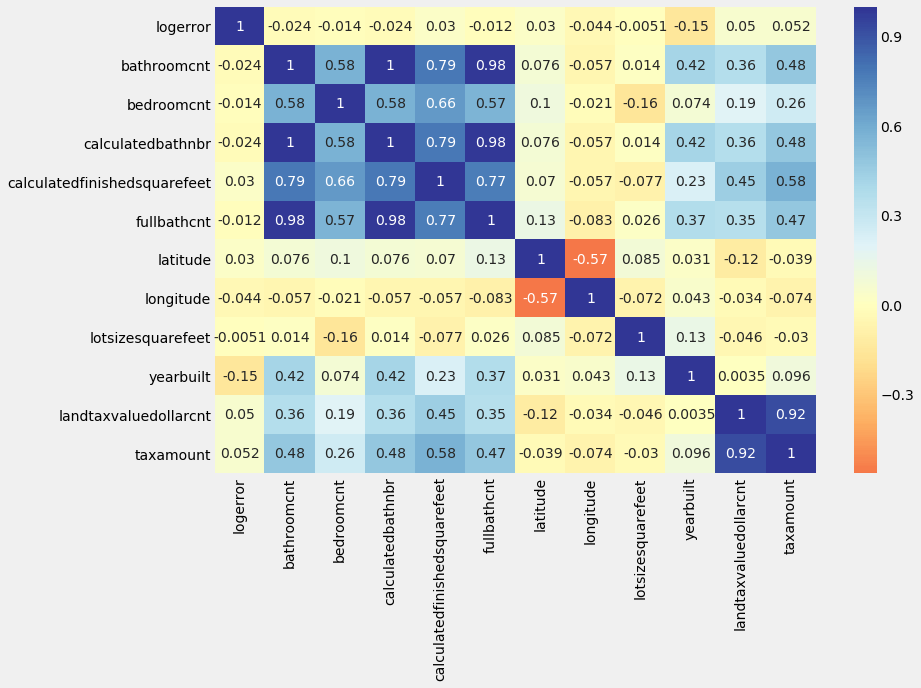 logerror 1 -0.024 -0.014 -0.024 0.03 -0.012 0.03 -0.044 -0.0051 -0.15 0.05 0.052
0.9
bathroomcnt -0.024 1 0.58 1 0.79 0.98 0.076 -0.057 0.014 0.42 0.36 0.48
bedroomcnt -0.014 0.58 1 0.58 0.66 0.57 0.1 -0.021 -0.16 0.074 0.19 0.26
0.6
calculatedbathnbr -0.024 1 0.58 1 0.79 0.98 0.076 -0.057 0.014 0.42 0.36 0.48
calculatedfinishedsquarefeet 0.03 0.79 0.66 0.79 1 0.77 0.07 -0.057 -0.077 0.23 0.45 0.58
0.3
fullbathcnt -0.012 0.98 0.57 0.98 0.77 1 0.13 -0.083 0.026 0.37 0.35 0.47
latitude 0.03 0.076 0.1 0.076 0.07 0.13 1 -0.57 0.085 0.031 -0.12 -0.039
longitude -0.044 -0.057 -0.021 -0.057 -0.057 -0.083 -0.57 1 -0.072 0.043 -0.034 -0.074
0.0
lotsizesquarefeet -0.0051 0.014 -0.16 0.014 -0.077 0.026 0.085 -0.072 1 0.13 -0.046 -0.03
yearbuilt -0.15 0.42 0.074 0.42 0.23 0.37 0.031 0.043 0.13 1 0.0035 0.096
−0.3
landtaxvaluedollarcnt 0.05 0.36 0.19 0.36 0.45 0.35 -0.12 -0.034 -0.046 0.0035 1 0.92
taxamount 0.052 0.48 0.26 0.48 0.58 0.47 -0.039 -0.074 -0.03 0.096 0.92 1
logerror
bathroomcnt
bedroomcnt
calculatedbathnbr
calculatedfinishedsquarefeet
fullbathcnt
latitude
longitude
lotsizesquarefeet
yearbuilt
landtaxvaluedollarcnt
taxamount